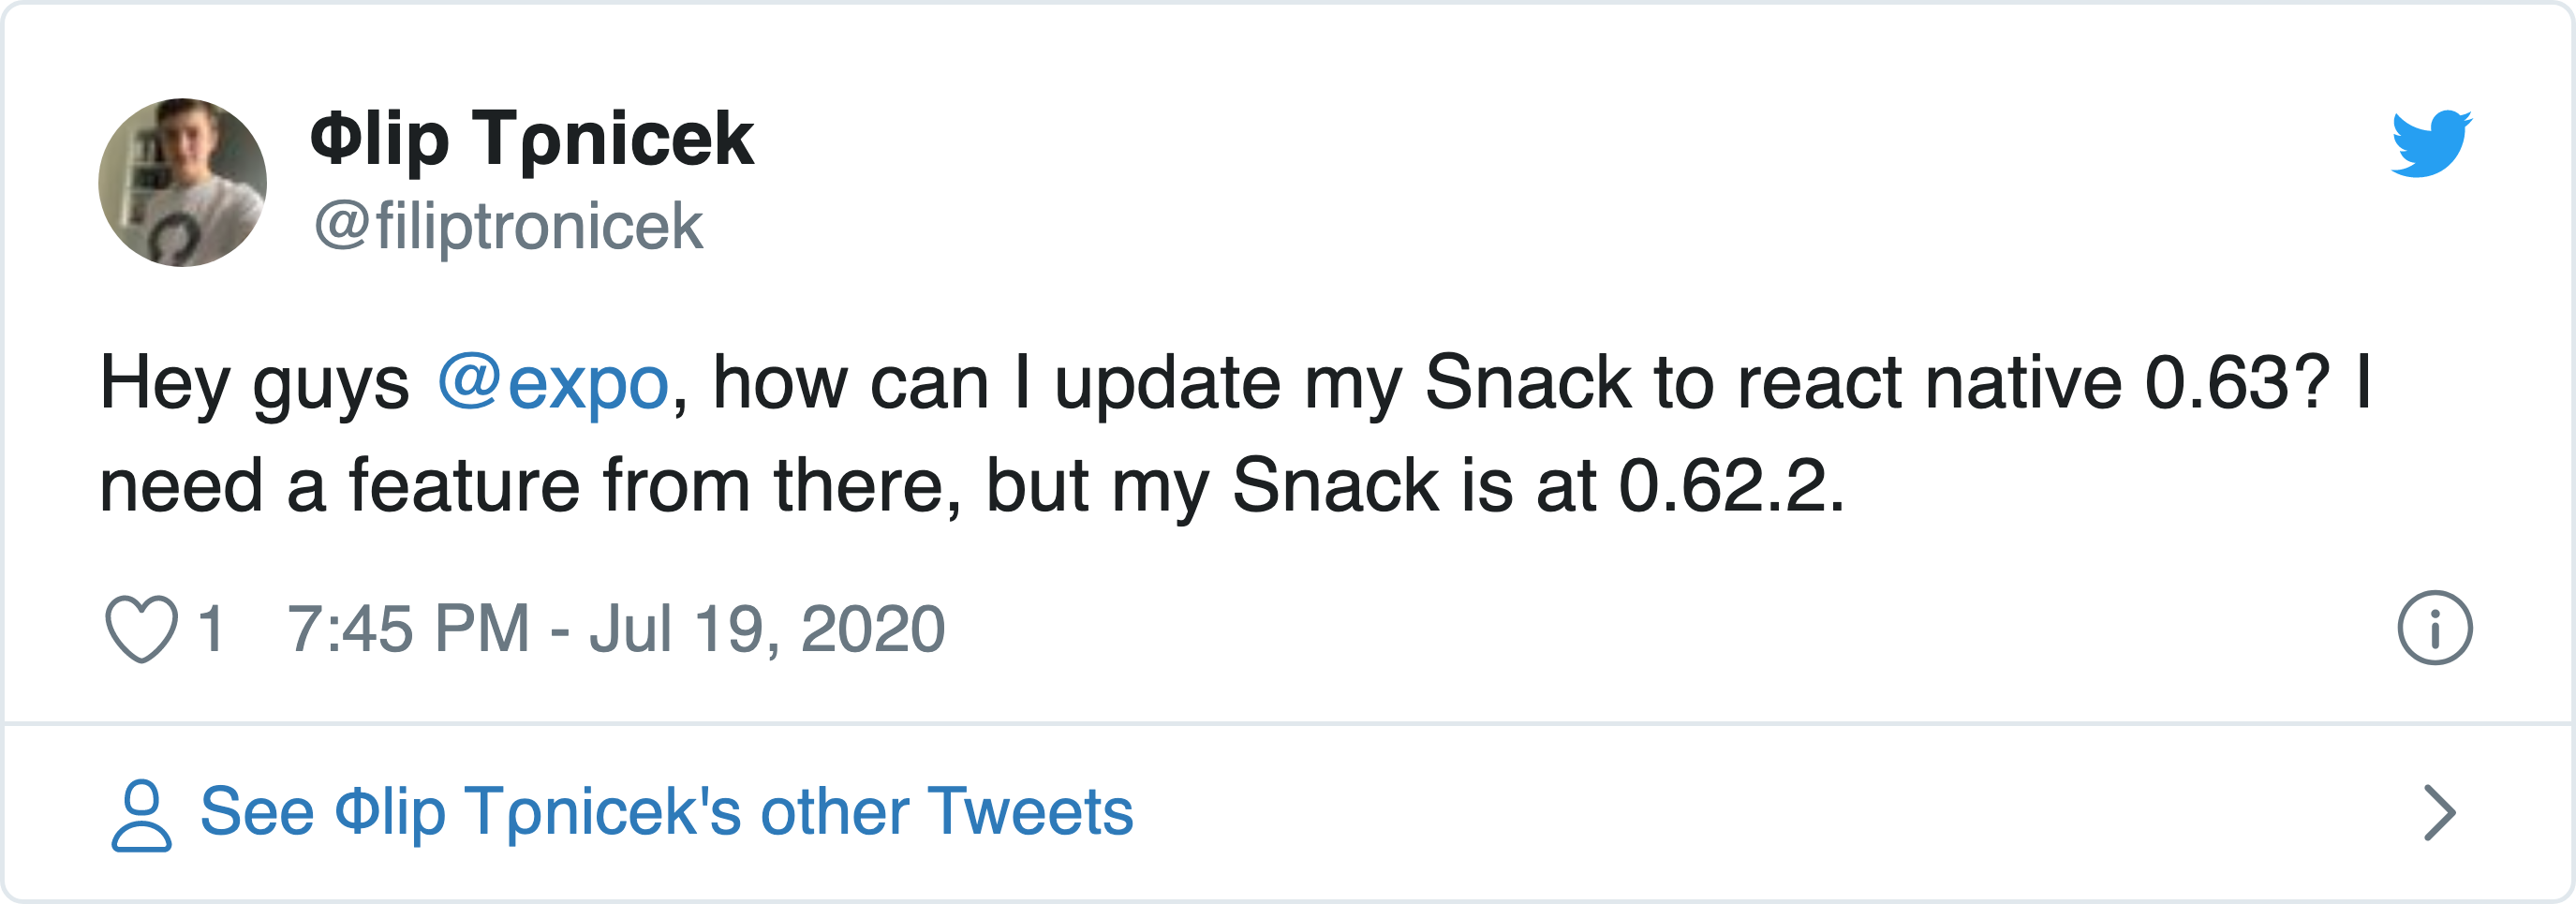 Φlip Tρnicek
@filiptronicek
Hey guys @expo, how can I update my Snack to react native 0.63? I
need a feature from there, but my Snack is at 0.62.2.
1 7:45 PM - Jul 19, 2020
See Φlip Tρnicek's other Tweets